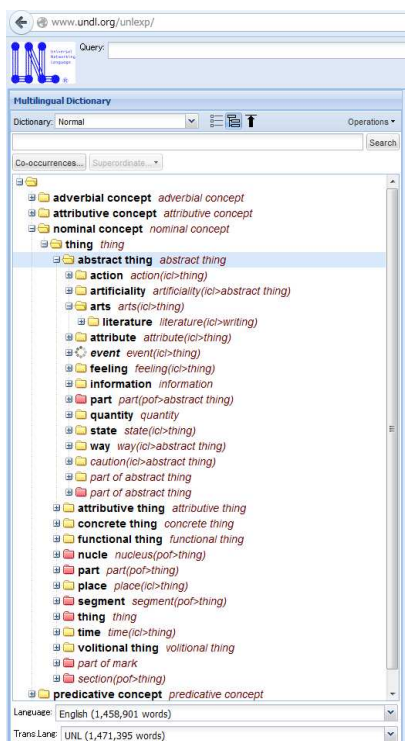 www.undl.org/unlexp/
Universal
Networking
Language
Query:
Multilingual Dictionary
Dictionary: Normal Operations
Search
Co-occurrences... Superordinate...
adverbial concept adverbial concept
attributive concept attributive concept
nominal concept nominal concept
thing thing
abstract thing abstract thing
action action(icl>thing)
artificiality artificiality(icl>abstract thing)
arts arts(icl>thing)
literature literature(icl>writing)
attribute attribute(icl>thing)
event event(icl>thing)
feeling feeling(icl>thing)
information information
part part(pof>abstract thing)
quantity quantity
state state(icl>thing)
way way(icl>abstract thing)
caution(icl>abstract thing)
part of abstract thing
part of abstract thing
attributive thing attributive thing
concrete thing concrete thing
functional thing functional thing
nucle nucleus(pof>thing)
part part(pof>thing)
place place(icl>thing)
segment segment(pof>thing)
thing thing
time time(icl>thing)
volitional thing volitional thing
part of mark
section(pof>thing)
predicative concept predicative concept
Language: English (1,458,901 words)
Trans.Lang: UNL (1,471,395 words)